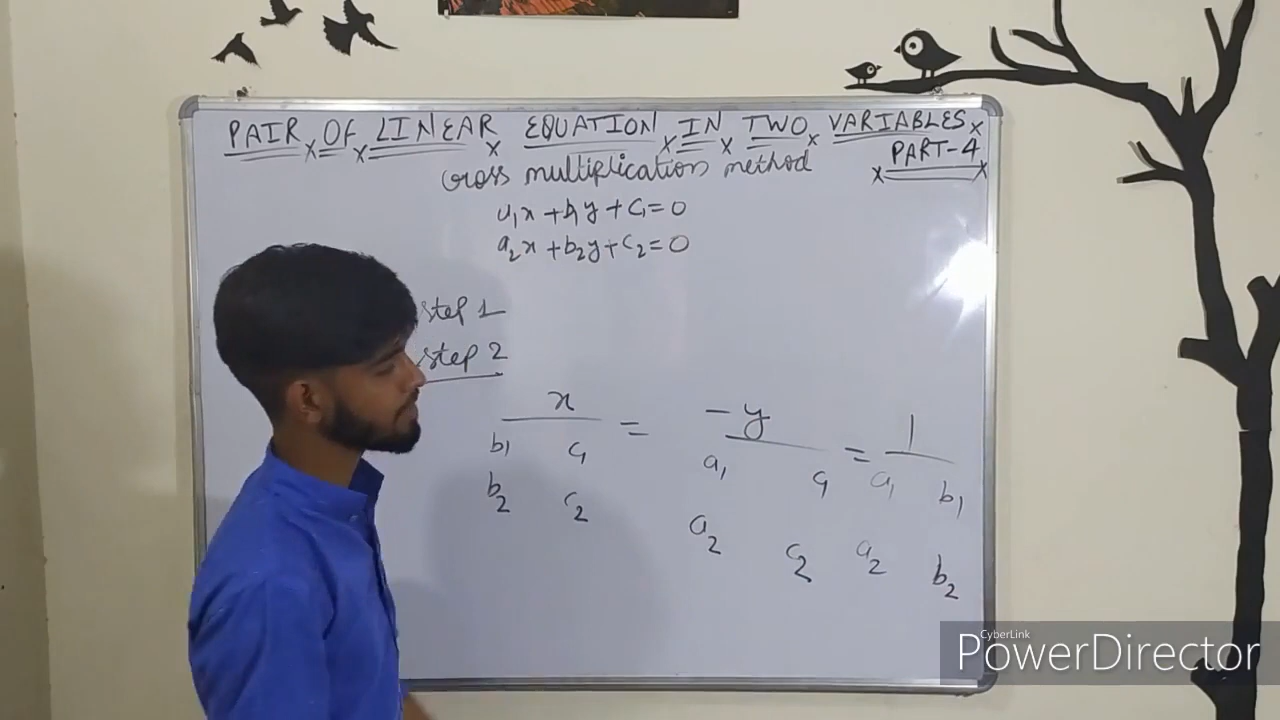 PAIR OF LINEAR EQUATION IN TWO VARIABLES
PART-4
cross multiplication method
a₁x + b₁y + c₁ = 0
a₂x + b₂y + c₂ = 0
step 1
step 2
x = -y = 1
b₁ c₁ a₁ c₁ a₁ b₁
b₂ c₂ a₂ c₂ a₂ b₂
CyberLink
PowerDirector